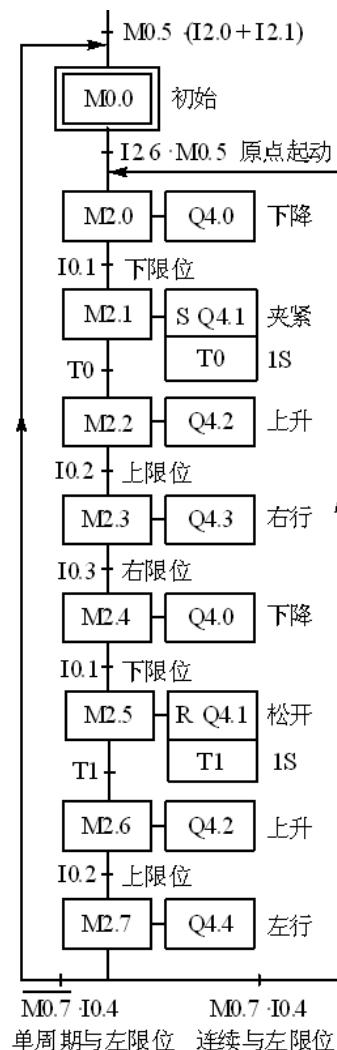 M0.5 ·(I2.0+I2.1)
M0.0 初始
I2.6 ·M0.5 原点起动
M2.0 Q4.0 下降
I0.1 下限位
M2.1 S Q4.1 夹紧
T0 1S
T0
M2.2 Q4.2 上升
I0.2 上限位
M2.3 Q4.3 右行
I0.3 右限位
M2.4 Q4.0 下降
I0.1 下限位
M2.5 R Q4.1 松开
T1 1S
T1
M2.6 Q4.2 上升
I0.2 上限位
M2.7 Q4.4 左行
M̅0̅.̅7̅ ·I0.4 M0.7 ·I0.4
单周期与左限位 连续与左限位